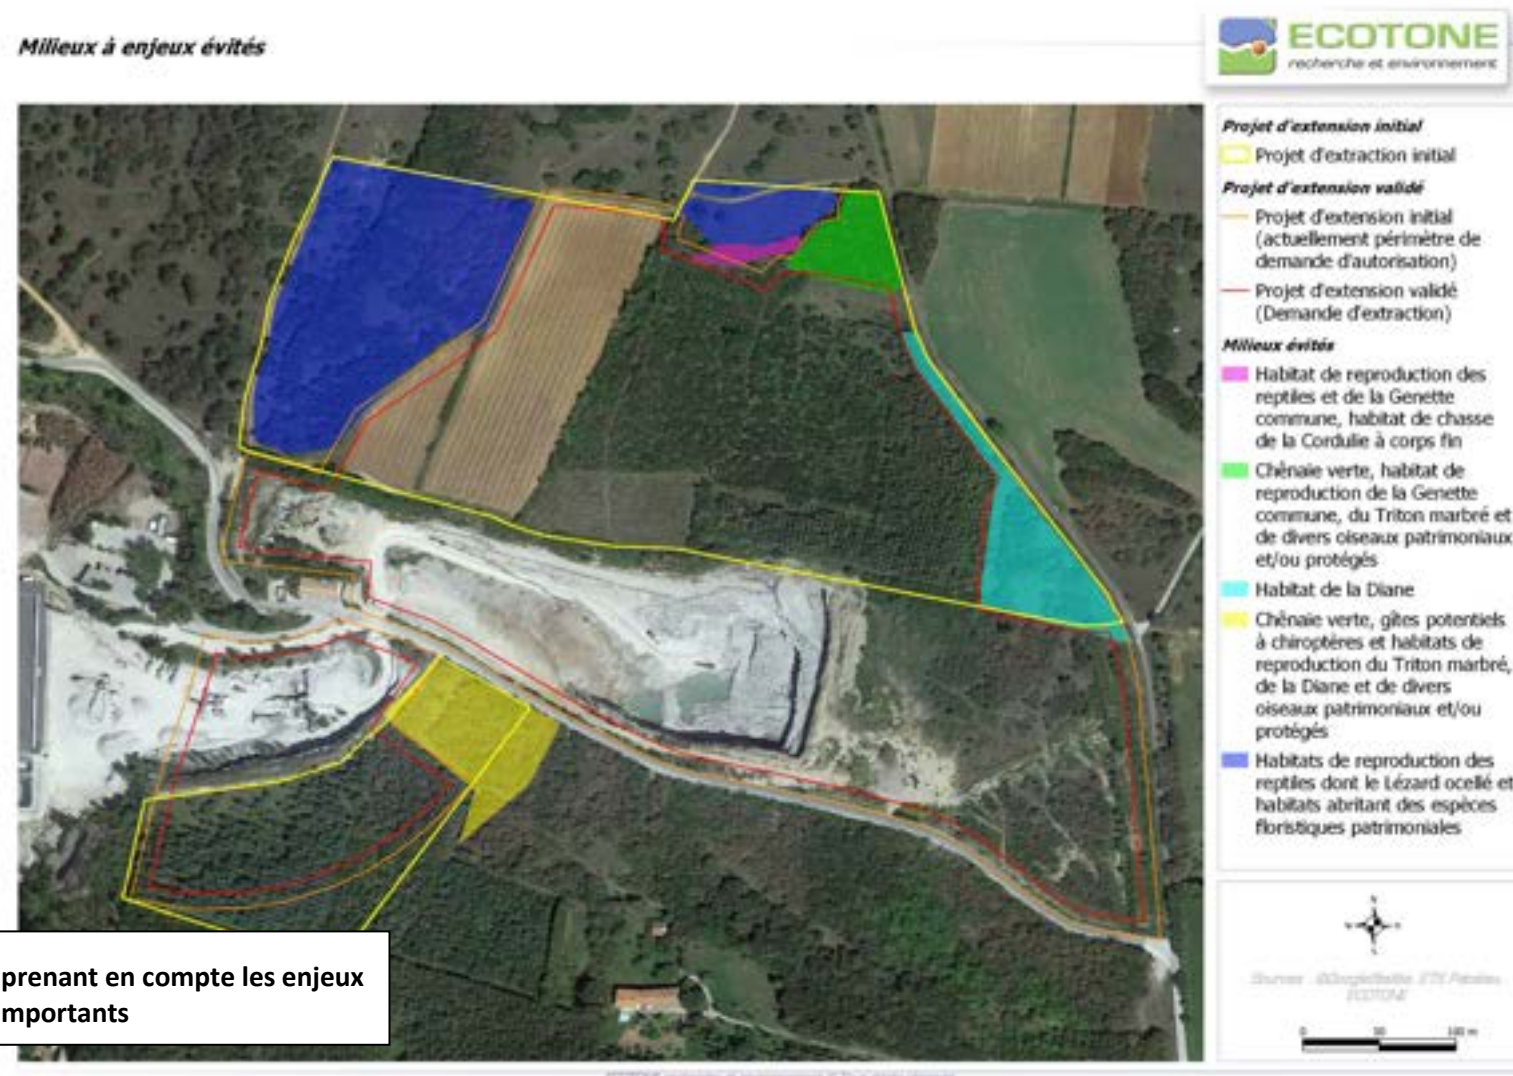 Milieux à enjeux évités
ECOTONE
recherche et environnement
Projet d'extension initial
Projet d'extraction initial
Projet d'extension validé
Projet d'extension initial
(actuellement périmètre de
demande d'autorisation)
Projet d'extension validé
(Demande d'extraction)
Milieux évités
Habitat de reproduction des
reptiles et de la Genette
commune, habitat de chasse
de la Cordulie à corps fin
Chênaie verte, habitat de
reproduction de la Genette
commune, du Triton marbré et
de divers oiseaux patrimoniaux
et/ou protégés
Habitat de la Diane
Chênaie verte, gîtes potentiels
à chiroptères et habitats de
reproduction du Triton marbré,
de la Diane et de divers
oiseaux patrimoniaux et/ou
protégés
Habitats de reproduction des
reptiles dont le Lézard ocellé et
habitats abritant des espèces
floristiques patrimoniales
N
S
Sources
ECOTONE
0 50 100 m
prenant en compte les enjeux
mportants